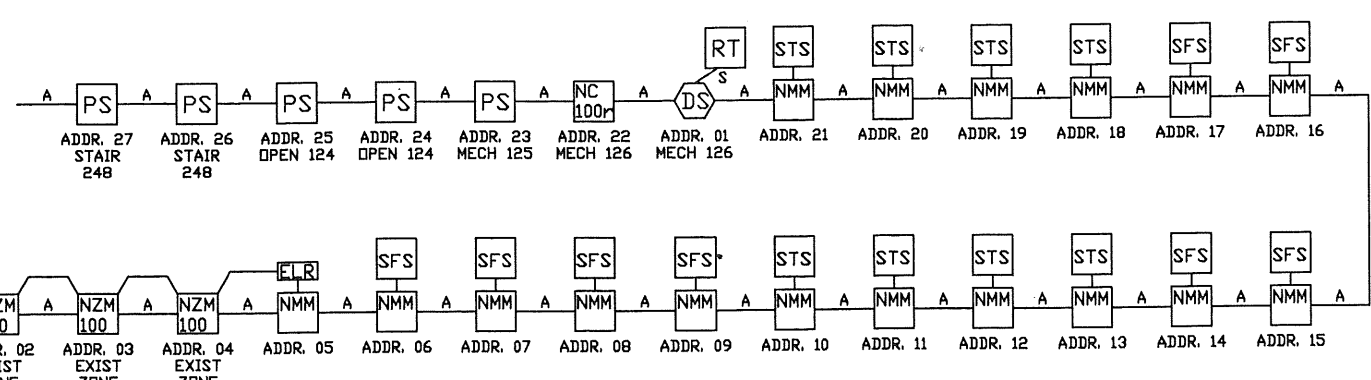 RT
S
STS STS STS STS SFS SFS
A PS A PS A PS A PS A PS A NC 100r A DS A NMM A NMM A NMM A NMM A NMM A NMM A
ADDR. 27 ADDR. 26 ADDR. 25 ADDR. 24 ADDR. 23 ADDR. 22 ADDR. 01 ADDR. 21 ADDR. 20 ADDR. 19 ADDR. 18 ADDR. 17 ADDR. 16
STAIR STAIR OPEN 124 OPEN 124 MECH 125 MECH 126 MECH 126
248 248
SFS SFS SFS SFS STS STS STS STS SFS SFS
ELR
A NZM A NZM A NMM A NMM A NMM A NMM A NMM A NMM A NMM A NMM A NMM A NMM A NMM A
100 100
02 ADDR. 03 ADDR. 04 ADDR. 05 ADDR. 06 ADDR. 07 ADDR. 08 ADDR. 09 ADDR. 10 ADDR. 11 ADDR. 12 ADDR. 13 ADDR. 14 ADDR. 15
EXIST EXIST
ZONE ZONE